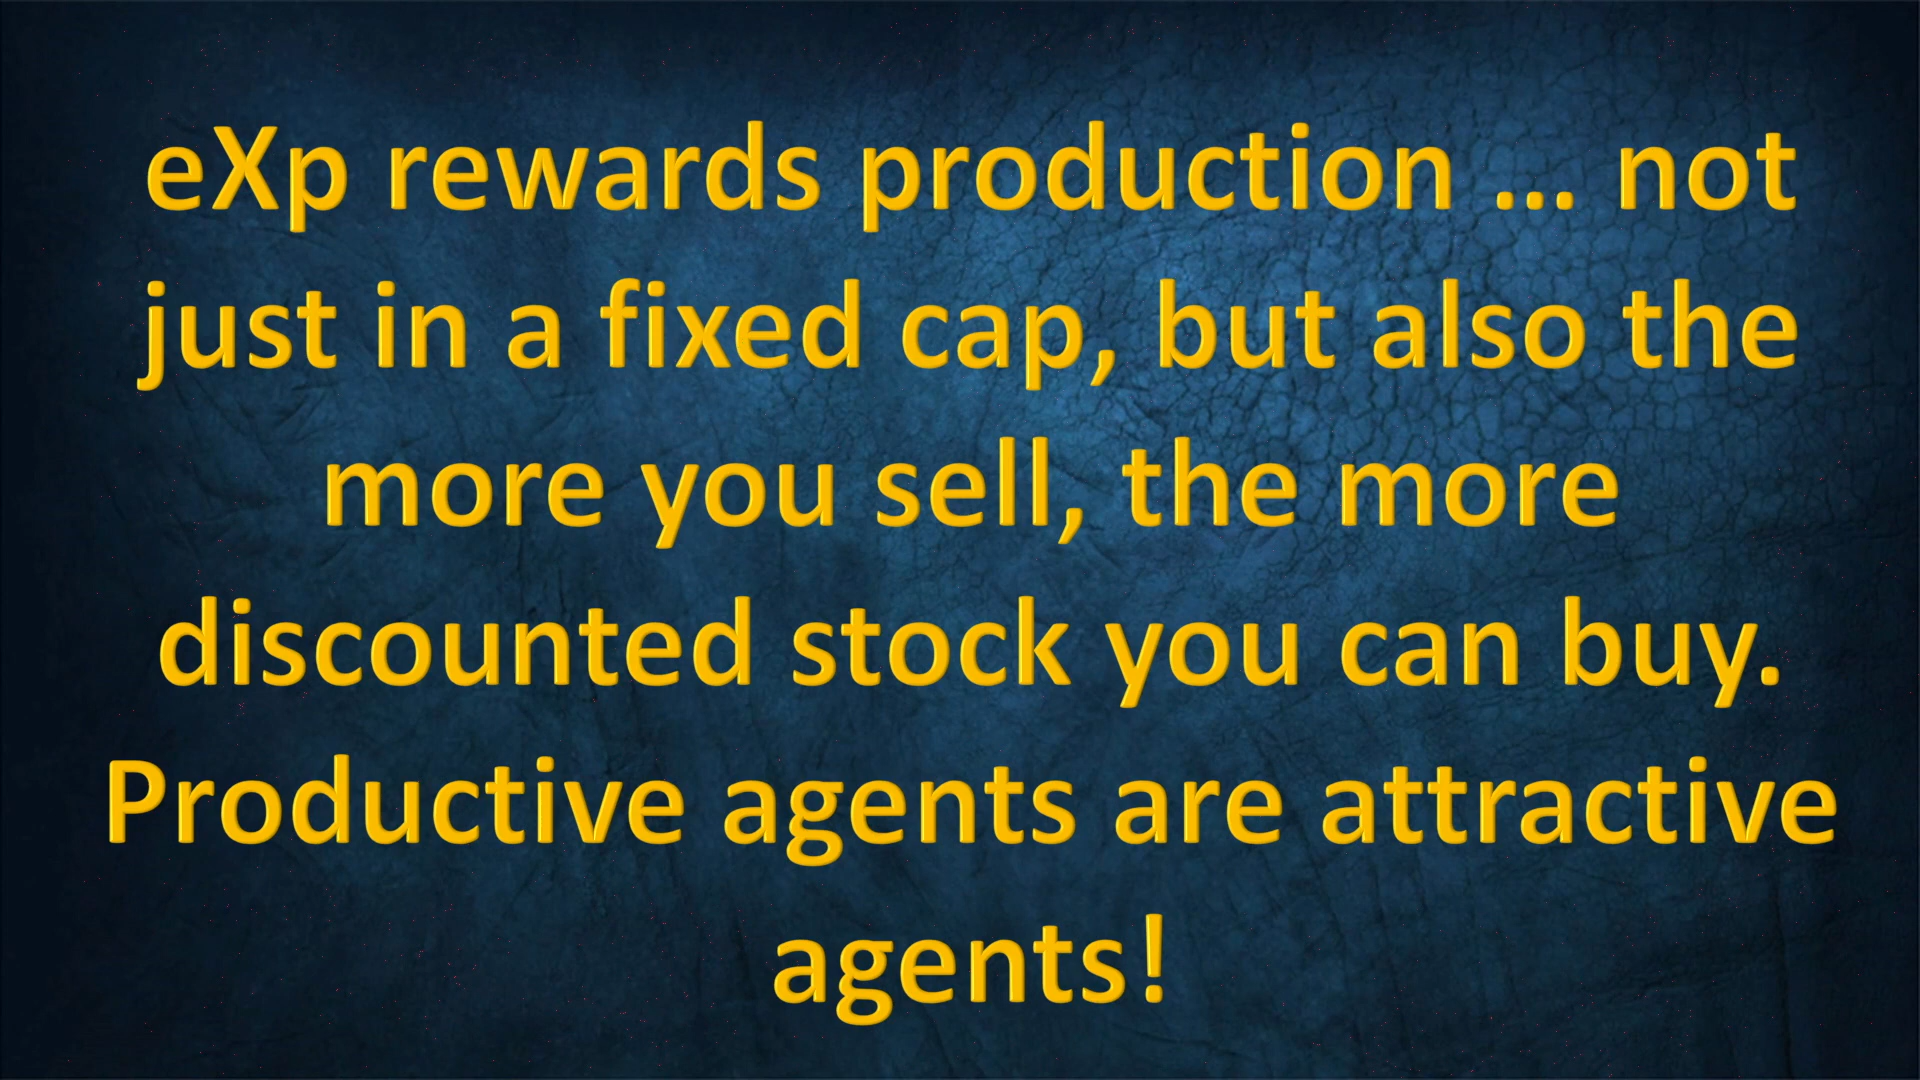 eXp rewards production ... not
just in a fixed cap, but also the
more you sell, the more
discounted stock you can buy.
Productive agents are attractive
agents!